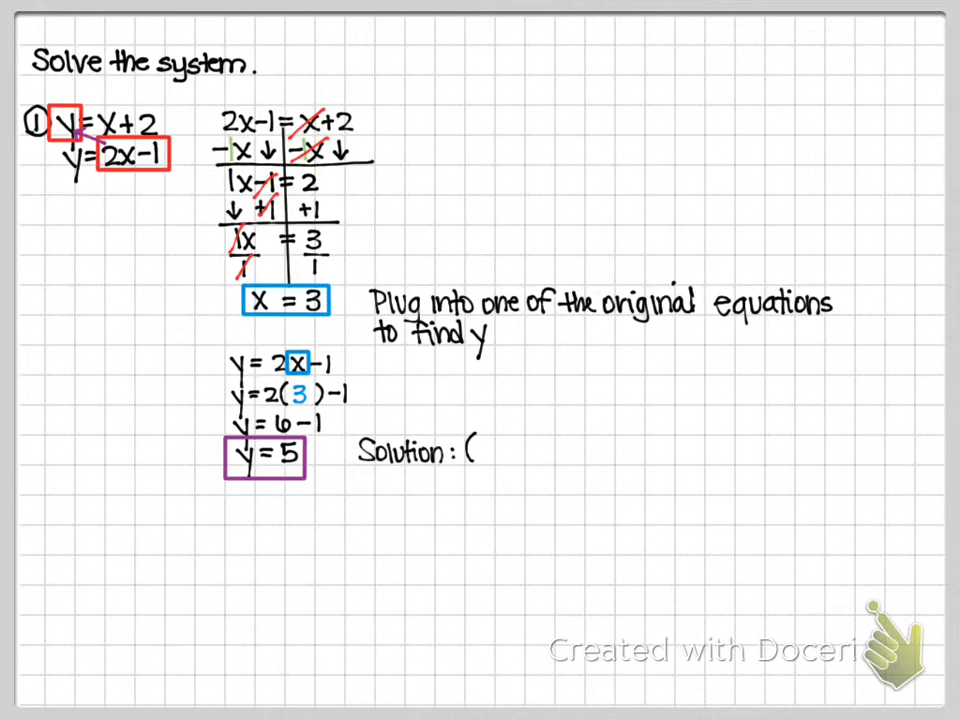 Solve the system.
① y = x + 2
y = 2x - 1
2x - 1 = x + 2
-1x ↓ -1x ↓
1x - 1 = 2
↓ +1 +1
1x = 3
1 1
x = 3
Plug into one of the original equations
to find y
y = 2x - 1
y = 2(3) - 1
y = 6 - 1
y = 5
Solution: (
Created with Doceri